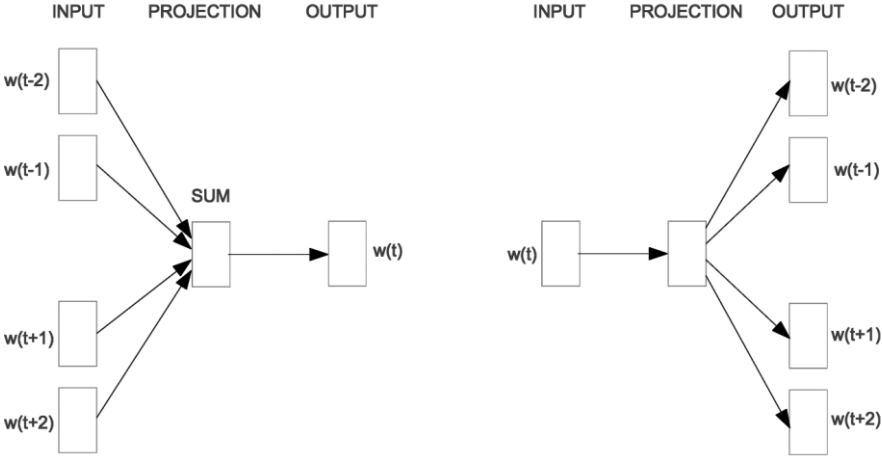 INPUT PROJECTION OUTPUT
w(t-2)
w(t-1)
SUM
w(t)
w(t+1)
w(t+2)
INPUT PROJECTION OUTPUT
w(t-2)
w(t-1)
w(t)
w(t+1)
w(t+2)